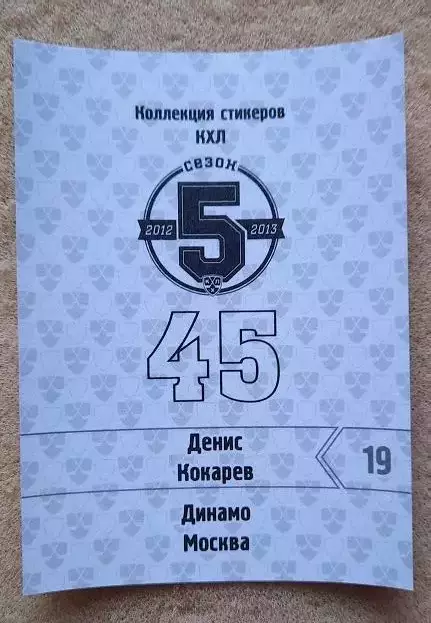 Коллекция стикеров
КХЛ
сезон
5
2012 2013
45
Денис
Кокарев
19
Динамо
Москва